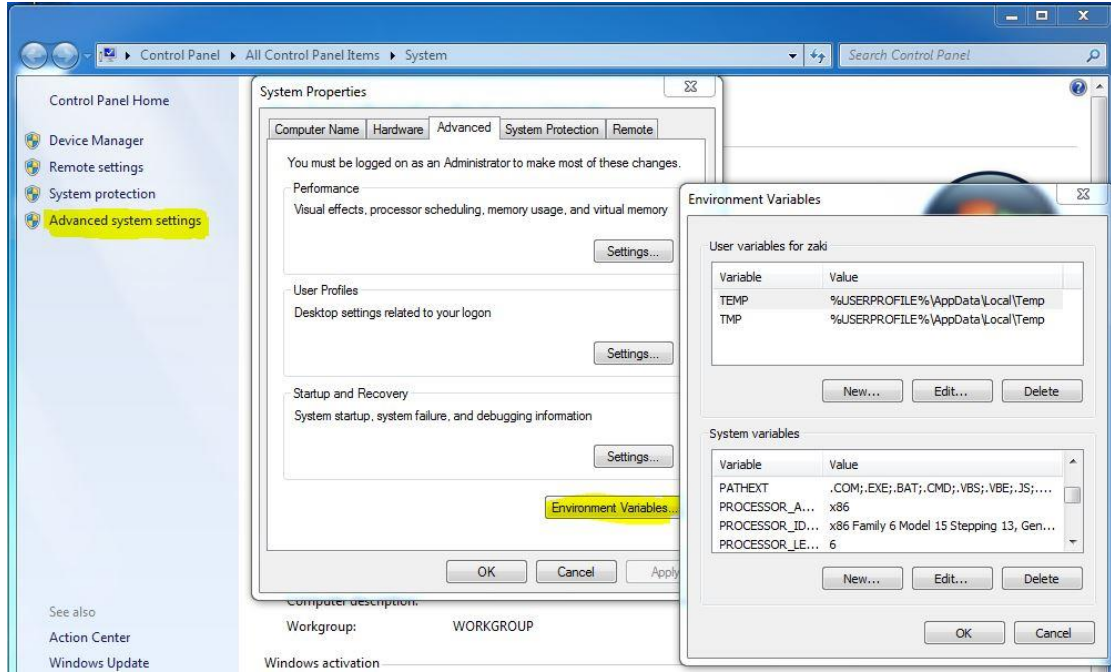 Control Panel All Control Panel Items System
Search Control Panel
Control Panel Home
Device Manager
Remote settings
System protection
Advanced system settings
See also
Action Center
Windows Update
System Properties
Computer Name Hardware Advanced System Protection Remote
You must be logged on as an Administrator to make most of these changes.
Performance
Visual effects, processor scheduling, memory usage, and virtual memory
Settings...
User Profiles
Desktop settings related to your logon
Settings...
Startup and Recovery
System startup, system failure, and debugging information
Settings...
Environment Variables...
OK Cancel Apply
Computer description:
Workgroup: WORKGROUP
Windows activation
Environment Variables
User variables for zaki
Variable Value
TEMP %USERPROFILE%\AppData\Local\Temp
TMP %USERPROFILE%\AppData\Local\Temp
New... Edit... Delete
System variables
Variable Value
PATHEXT .COM;.EXE;.BAT;.CMD;.VBS;.VBE;.JS;....
PROCESSOR_A... x86
PROCESSOR_ID... x86 Family 6 Model 15 Stepping 13, Gen...
PROCESSOR_LE... 6
New... Edit... Delete
OK Cancel